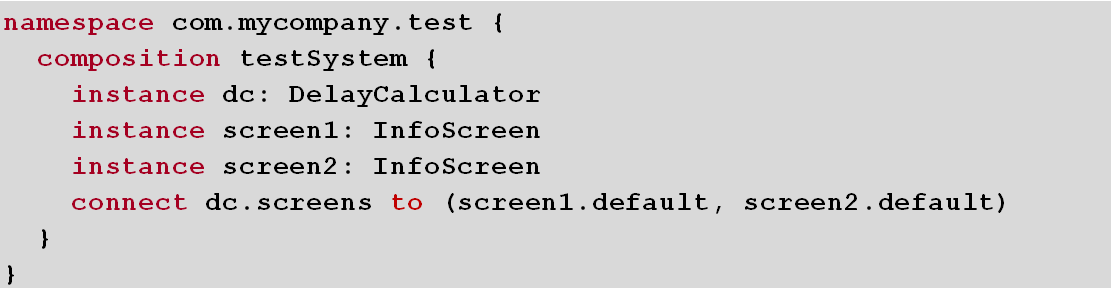 namespace com.mycompany.test {
  composition testSystem {
    instance dc: DelayCalculator
    instance screen1: InfoScreen
    instance screen2: InfoScreen
    connect dc.screens to (screen1.default, screen2.default)
  }
}